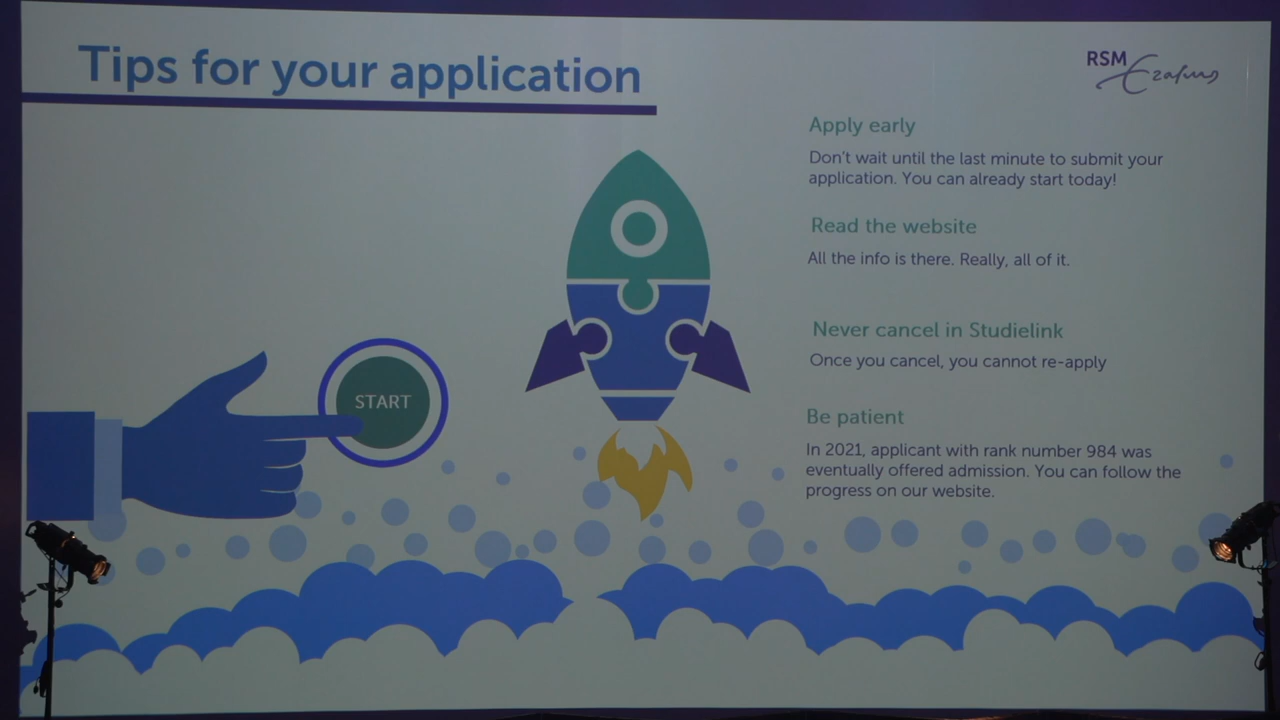 Tips for your application
RSM
Erasmus
Apply early
Don't wait until the last minute to submit your
application. You can already start today!
Read the website
All the info is there. Really, all of it.
Never cancel in Studielink
Once you cancel, you cannot re-apply
START
Be patient
In 2021, applicant with rank number 984 was
eventually offered admission. You can follow the
progress on our website.